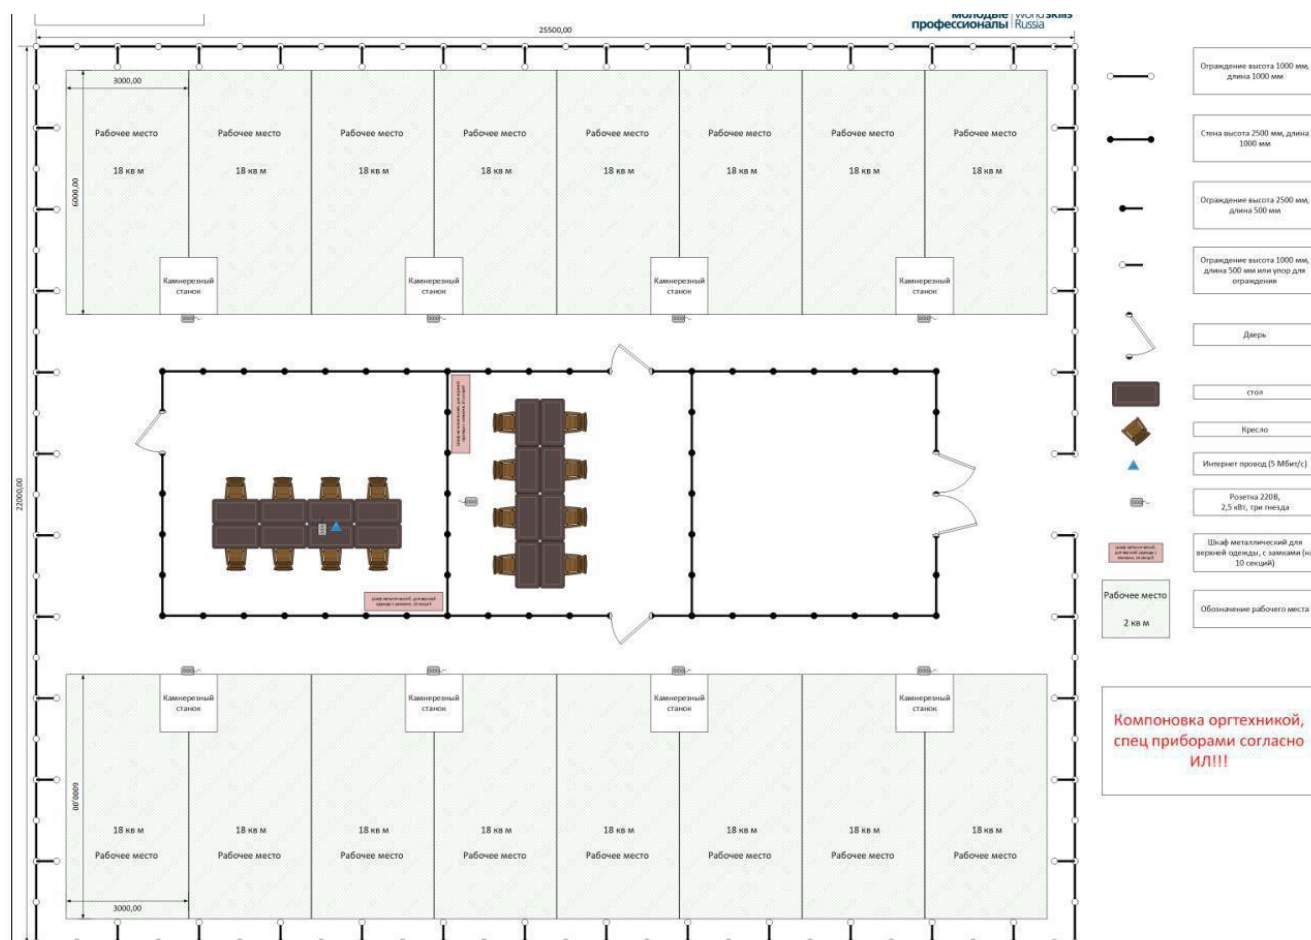 молодые
профессионалы
world skills
Russia
25500,00
22000,00
3000,00
6000,00
Рабочее место
18 кв м
Рабочее место
18 кв м
Рабочее место
18 кв м
Рабочее место
18 кв м
Рабочее место
18 кв м
Рабочее место
18 кв м
Рабочее место
18 кв м
Рабочее место
18 кв м
Камнерезный
станок
Камнерезный
станок
Камнерезный
станок
Камнерезный
станок
Камнерезный
станок
Камнерезный
станок
Камнерезный
станок
Камнерезный
станок
18 кв м
Рабочее место
18 кв м
Рабочее место
18 кв м
Рабочее место
18 кв м
Рабочее место
18 кв м
Рабочее место
18 кв м
Рабочее место
18 кв м
Рабочее место
18 кв м
Рабочее место
6000,00
3000,00
Ограждение высота 1000 мм,
длина 1000 мм
Стена высота 2500 мм, длина
1000 мм
Ограждение высота 2500 мм,
длина 500 мм
Ограждение высота 1000 мм,
длина 500 мм или упор для
ограждения
Дверь
стол
Кресло
Интернет провод (5 Мбит/с)
Розетка 220В,
2,5 кВт, три гнезда
Шкаф металлический для
верхней одежды, с замками (на
10 секций)
Рабочее место
2 кв м
Обозначение рабочего места
Компоновка оргтехникой,
спец приборами согласно
ИЛ!!!